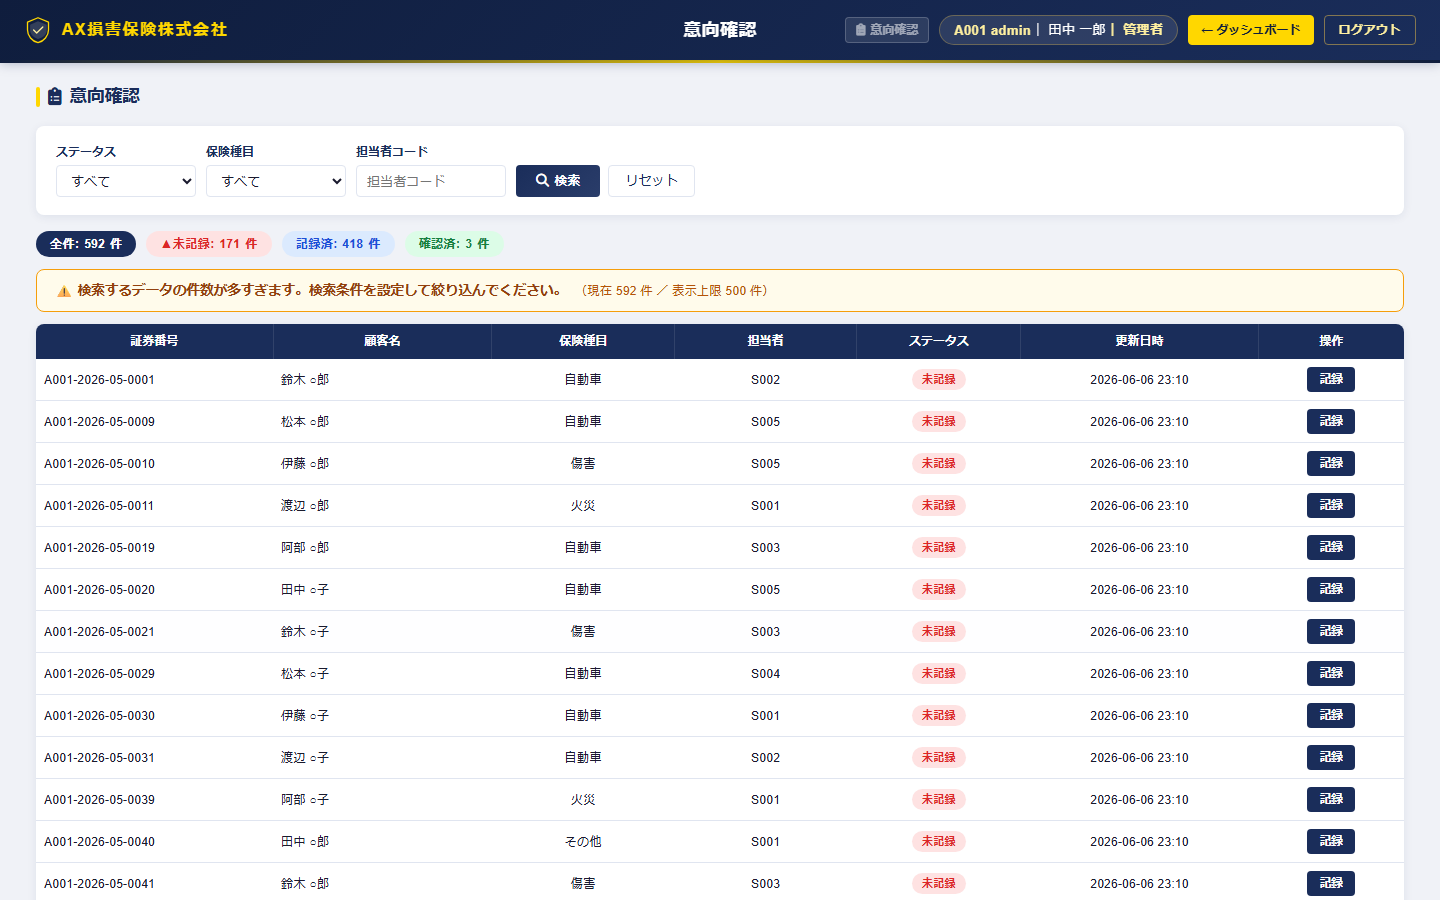 AX損害保険株式会社
意向確認
意向確認
A001 admin | 田中 一郎 | 管理者
←ダッシュボード
ログアウト
意向確認
ステータス 保険種目 担当者コード
すべて すべて 担当者コード 検索 リセット
全件: 592 件 ▲未記録: 171 件 記録済: 418 件 確認済: 3 件
検索するデータの件数が多すぎます。検索条件を設定して絞り込んでください。 (現在 592 件 ／ 表示上限 500 件)
証券番号 顧客名 保険種目 担当者 ステータス 更新日時 操作
A001-2026-05-0001 鈴木 ○郎 自動車 S002 未記録 2026-06-06 23:10 記録
A001-2026-05-0009 松本 ○郎 自動車 S005 未記録 2026-06-06 23:10 記録
A001-2026-05-0010 伊藤 ○郎 傷害 S005 未記録 2026-06-06 23:10 記録
A001-2026-05-0011 渡辺 ○郎 火災 S001 未記録 2026-06-06 23:10 記録
A001-2026-05-0019 阿部 ○郎 自動車 S003 未記録 2026-06-06 23:10 記録
A001-2026-05-0020 田中 ○子 自動車 S005 未記録 2026-06-06 23:10 記録
A001-2026-05-0021 鈴木 ○子 傷害 S003 未記録 2026-06-06 23:10 記録
A001-2026-05-0029 松本 ○子 自動車 S004 未記録 2026-06-06 23:10 記録
A001-2026-05-0030 伊藤 ○子 自動車 S001 未記録 2026-06-06 23:10 記録
A001-2026-05-0031 渡辺 ○子 自動車 S002 未記録 2026-06-06 23:10 記録
A001-2026-05-0039 阿部 ○子 火災 S001 未記録 2026-06-06 23:10 記録
A001-2026-05-0040 田中 ○郎 その他 S001 未記録 2026-06-06 23:10 記録
A001-2026-05-0041 鈴木 ○郎 傷害 S003 未記録 2026-06-06 23:10 記録